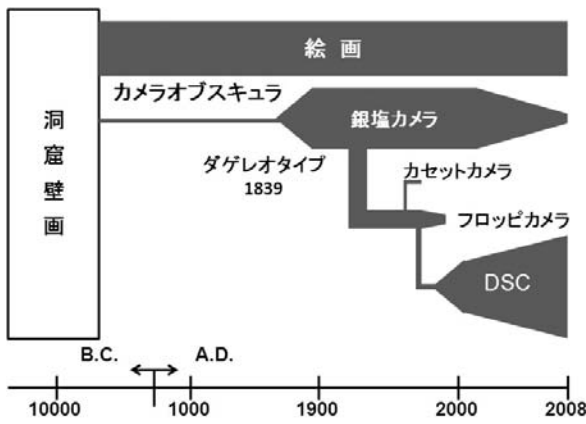 絵 画
カメラオブスキュラ
洞窟壁画
銀塩カメラ
ダゲレオタイプ
1839
カセットカメラ
フロッピカメラ
DSC
B.C.
A.D.
10000
1000
1900
2000
2008